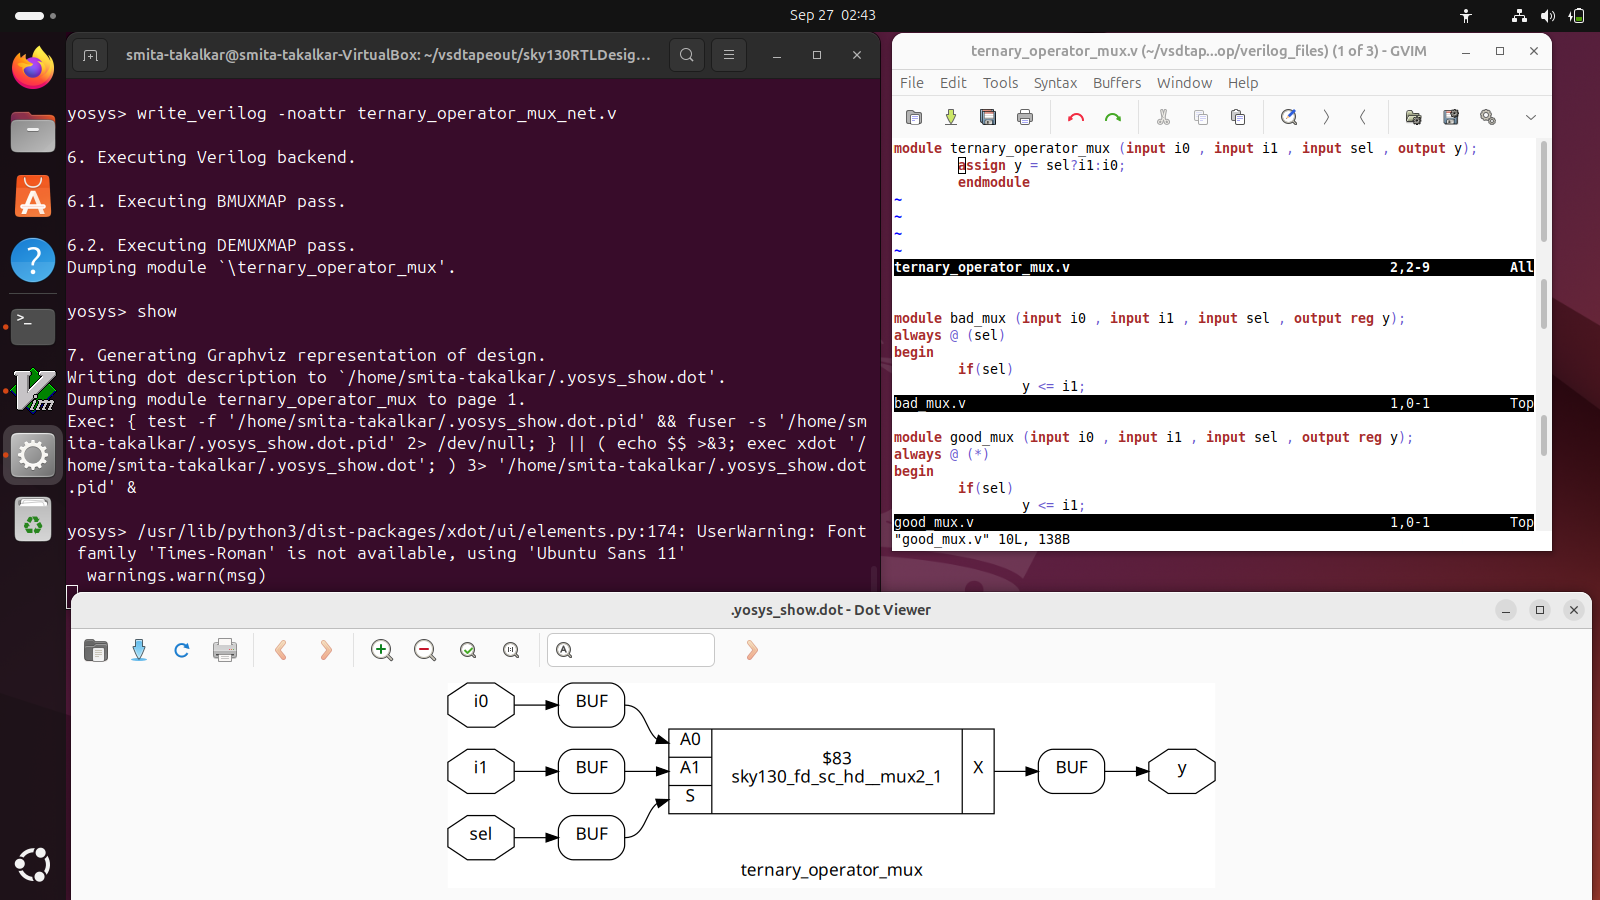 Sep 27 02:43
smita-takalkar@smita-takalkar-VirtualBox: ~/vsdtapeout/sky130RTLDesig...
yosys> write_verilog -noattr ternary_operator_mux_net.v
6. Executing Verilog backend.
6.1. Executing BMUXMAP pass.
6.2. Executing DEMUXMAP pass.
Dumping module `\ternary_operator_mux'.
yosys> show
7. Generating Graphviz representation of design.
Writing dot description to `/home/smita-takalkar/.yosys_show.dot'.
Dumping module ternary_operator_mux to page 1.
Exec: { test -f '/home/smita-takalkar/.yosys_show.dot.pid' && fuser -s '/home/sm
ita-takalkar/.yosys_show.dot.pid' 2> /dev/null; } || ( echo $$ >&3; exec xdot '/
home/smita-takalkar/.yosys_show.dot'; ) 3> '/home/smita-takalkar/.yosys_show.dot
.pid' &
yosys> /usr/lib/python3/dist-packages/xdot/ui/elements.py:174: UserWarning: Font
family 'Times-Roman' is not available, using 'Ubuntu Sans 11'
warnings.warn(msg)
ternary_operator_mux.v (~/vsdtap...op/verilog_files) (1 of 3) - GVIM
File Edit Tools Syntax Buffers Window Help
module ternary_operator_mux (input i0 , input i1 , input sel , output y);
assign y = sel?i1:i0;
endmodule
~
~
~
~
ternary_operator_mux.v 2,2-9 All
module bad_mux (input i0 , input i1 , input sel , output reg y);
always @ (sel)
begin
if(sel)
y <= i1;
bad_mux.v 1,0-1 Top
module good_mux (input i0 , input i1 , input sel , output reg y);
always @ (*)
begin
if(sel)
y <= i1;
good_mux.v 1,0-1 Top
"good_mux.v" 10L, 138B
.yosys_show.dot - Dot Viewer
i0 BUF
i1 BUF
sel BUF
A0
A1
S
$83
sky130_fd_sc_hd__mux2_1
X
BUF
y
ternary_operator_mux